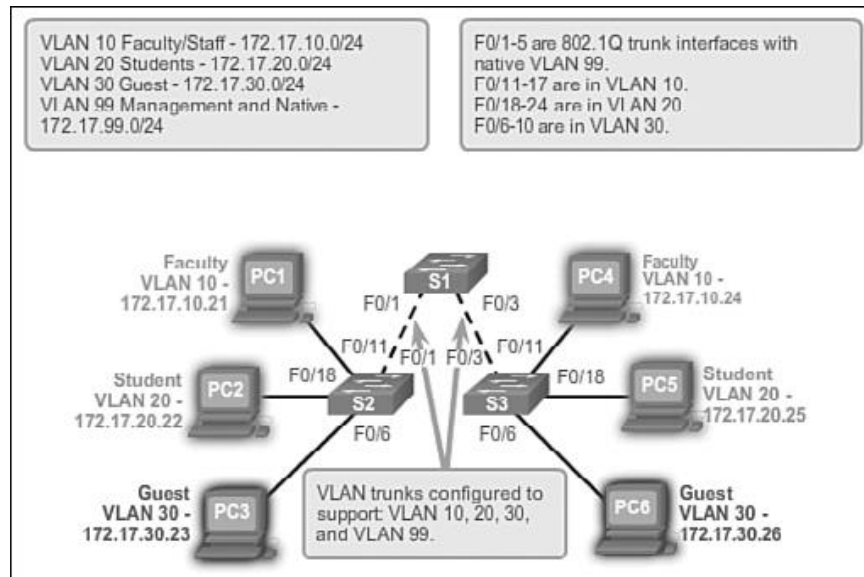 VLAN 10 Faculty/Staff - 172.17.10.0/24
VLAN 20 Students - 172.17.20.0/24
VLAN 30 Guest - 172.17.30.0/24
VLAN 99 Management and Native -
172.17.99.0/24
F0/1-5 are 802.1Q trunk interfaces with
native VLAN 99.
F0/11-17 are in VLAN 10.
F0/18-24 are in VLAN 20
F0/6-10 are in VLAN 30.
Faculty
VLAN 10 -
172.17.10.21
PC1
S1
F0/1
F0/3
PC4
Faculty
VLAN 10 -
172.17.10.24
F0/11
F0/1
F0/3
F0/11
Student
VLAN 20 -
172.17.20.22
PC2
F0/18
S2
S3
F0/18
PC5
Student
VLAN 20 -
172.17.20.25
F0/6
F0/6
Guest
VLAN 30 -
172.17.30.23
PC3
VLAN trunks configured to
support: VLAN 10, 20, 30,
and VLAN 99.
PC6
Guest
VLAN 30 -
172.17.30.26